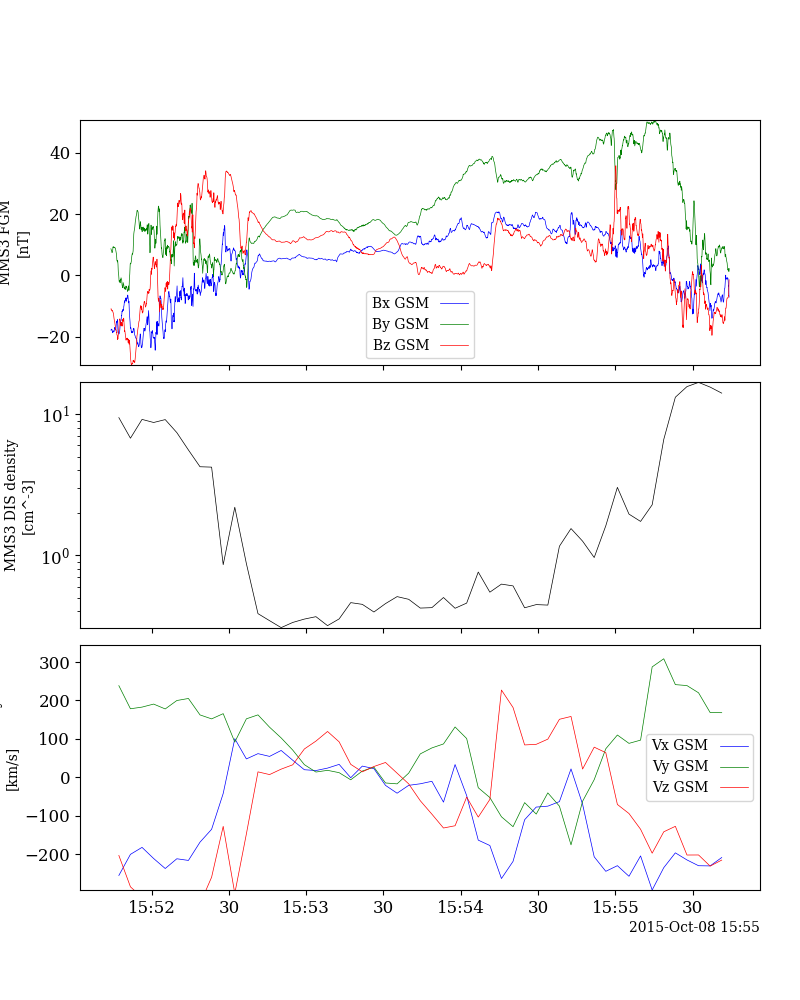 40
20
0
−20
MMS3 FGM
[nT]
Bx GSM
By GSM
Bz GSM
10^1
10^0
MMS3 DIS density
[cm^-3]
300
200
100
0
−100
−200
[km/s]
Vx GSM
Vy GSM
Vz GSM
15:52 30 15:53 30 15:54 30 15:55 30
2015-Oct-08 15:55